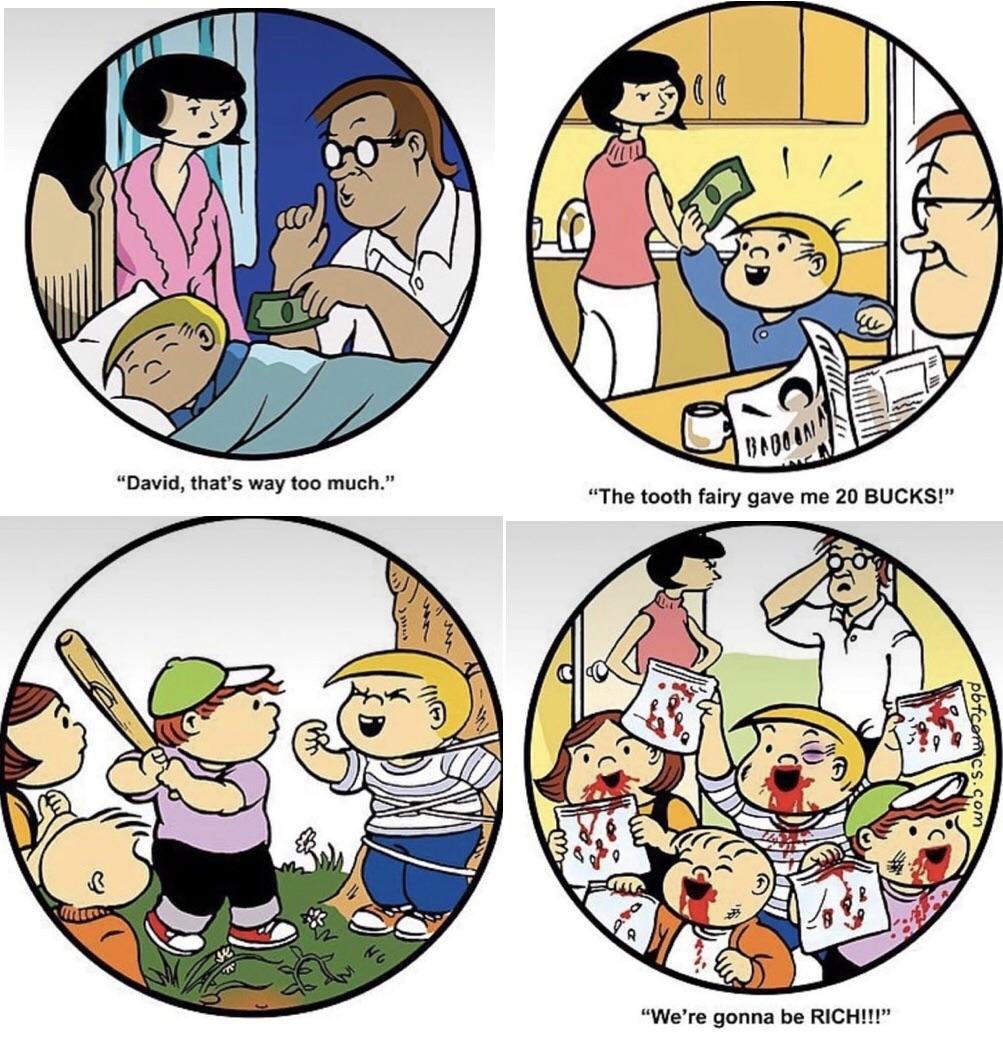 “David, that’s way too much.”
BABOON
“The tooth fairy gave me 20 BUCKS!”
pbfcomics.com
“We’re gonna be RICH!!!”